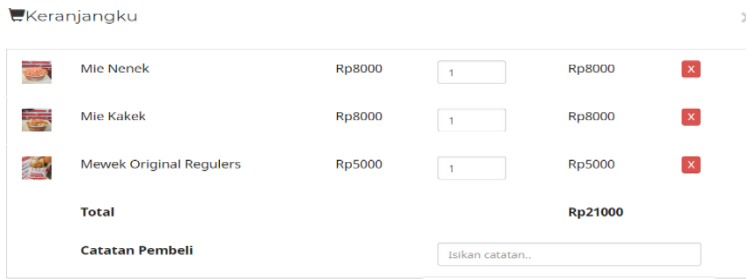 Keranjangku
Mie Nenek Rp8000 1 Rp8000 X
Mie Kakek Rp8000 1 Rp8000 X
Mewek Original Regulers Rp5000 1 Rp5000 X
Total Rp21000
Catatan Pembeli Isikan catatan..